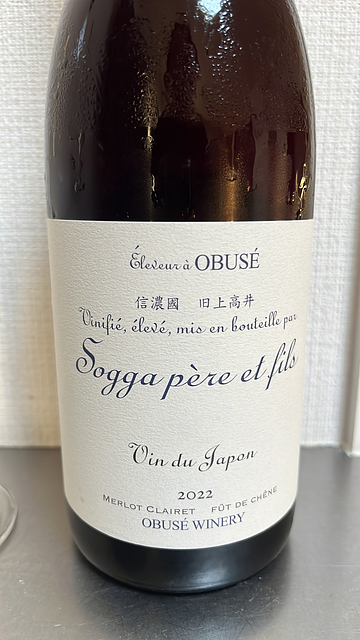 Éleveur à OBUSÉ
信濃國 旧上高井
Vinifié, élevé, mis en bouteille par
Sogga père et fils
Vin du Japon
2022
MERLOT CLAIRET FÛT DE CHÊNE
OBUSÉ WINERY